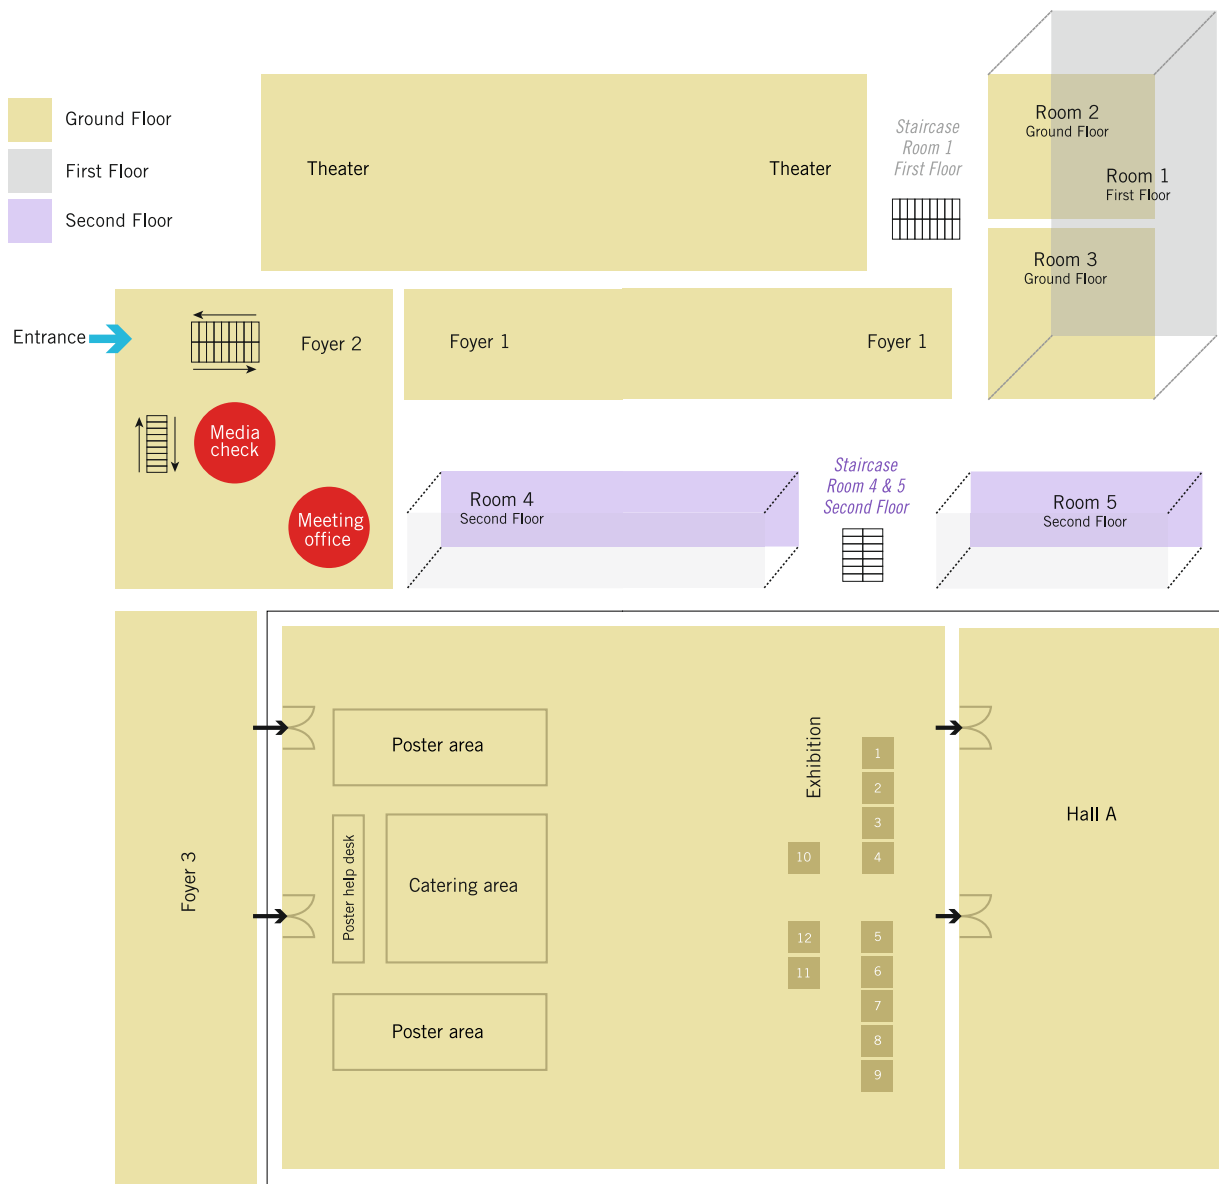 Ground Floor
First Floor
Second Floor
Theater
Theater
Staircase
Room 1
First Floor
Room 2
Ground Floor
Room 1
First Floor
Room 3
Ground Floor
Entrance
Foyer 2
Foyer 1
Foyer 1
Media
check
Meeting
office
Room 4
Second Floor
Staircase
Room 4 & 5
Second Floor
Room 5
Second Floor
Foyer 3
Poster area
Poster help desk
Catering area
Poster area
Exhibition
1
2
3
4
10
12
11
5
6
7
8
9
Hall A